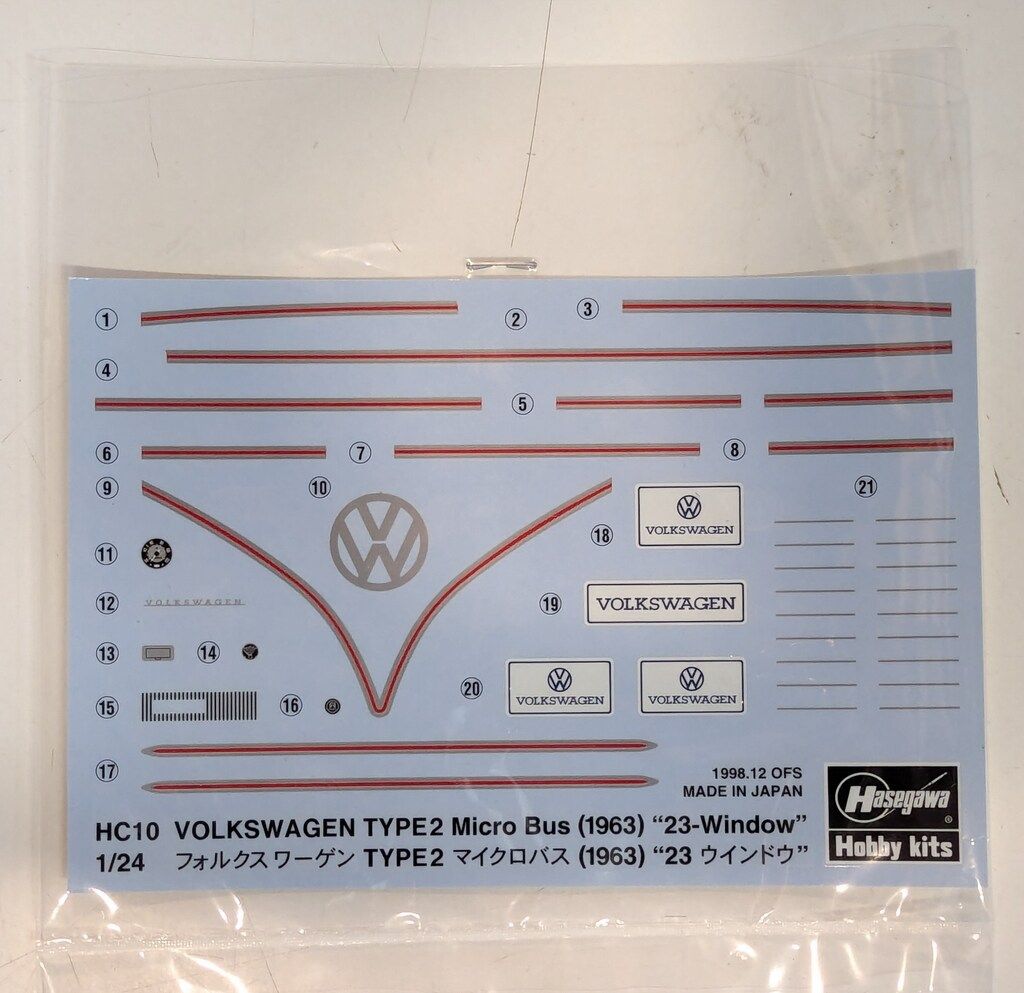 ① ② ③
④
⑤
⑥ ⑦ ⑧
⑨ ⑩ ㉑
⑪ ⑱ VOLKSWAGEN
⑫ VOLKSWAGEN ⑲ VOLKSWAGEN
⑬ ⑭
⑮ ⑯ ⑳ VOLKSWAGEN VOLKSWAGEN
⑰
1998.12 OFS
MADE IN JAPAN
HC10 VOLKSWAGEN TYPE2 Micro Bus (1963) “23-Window”
1/24 フォルクス ワーゲン TYPE2 マイクロバス (1963) “23 ウインドウ”
Hasegawa®
Hobby kits